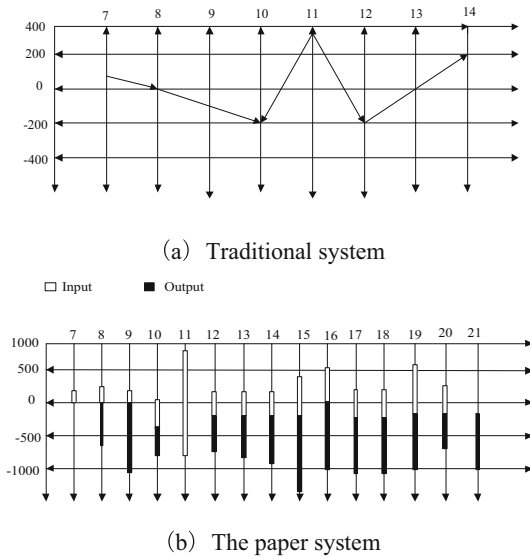 7 8 9 10 11 12 13 14
400
200
0
-200
-400
(a) Traditional system
Input Output
7 8 9 10 11 12 13 14 15 16 17 18 19 20 21
1000
500
0
-500
-1000
(b) The paper system